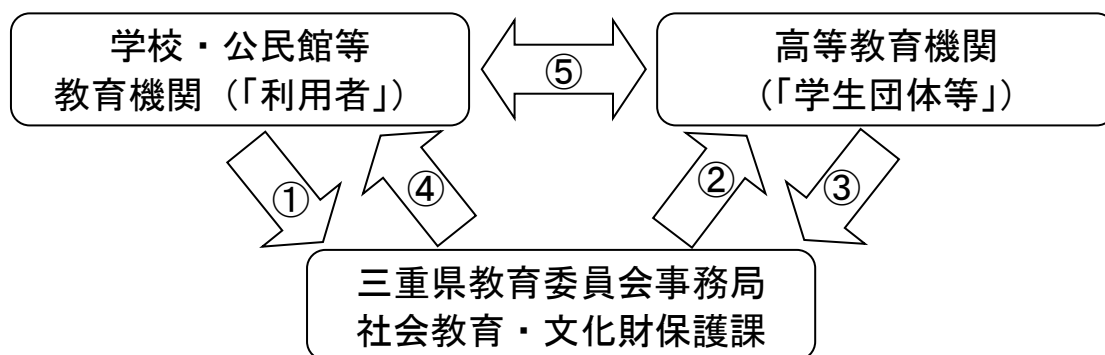 学校・公民館等
教育機関（「利用者」）
高等教育機関
（「学生団体等」）
⑤
①
④
②
③
三重県教育委員会事務局
社会教育・文化財保護課